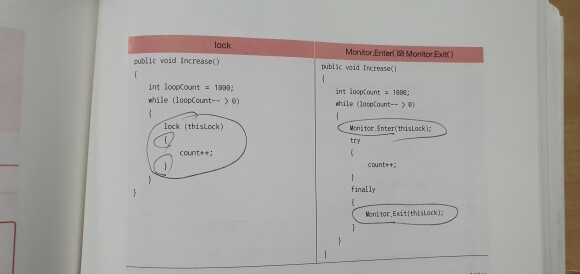 lock
public void Increase()
{
int loopCount = 1000;
while (loopCount-- > 0)
{
lock (thisLock)
{
count++;
}
}
}
Monitor.Enter()와 Monitor.Exit()
public void Increase()
{
int loopCount = 1000;
while (loopCount-- > 0)
{
Monitor.Enter(thisLock);
try
{
count++;
}
finally
{
Monitor.Exit(thisLock);
}
}
}